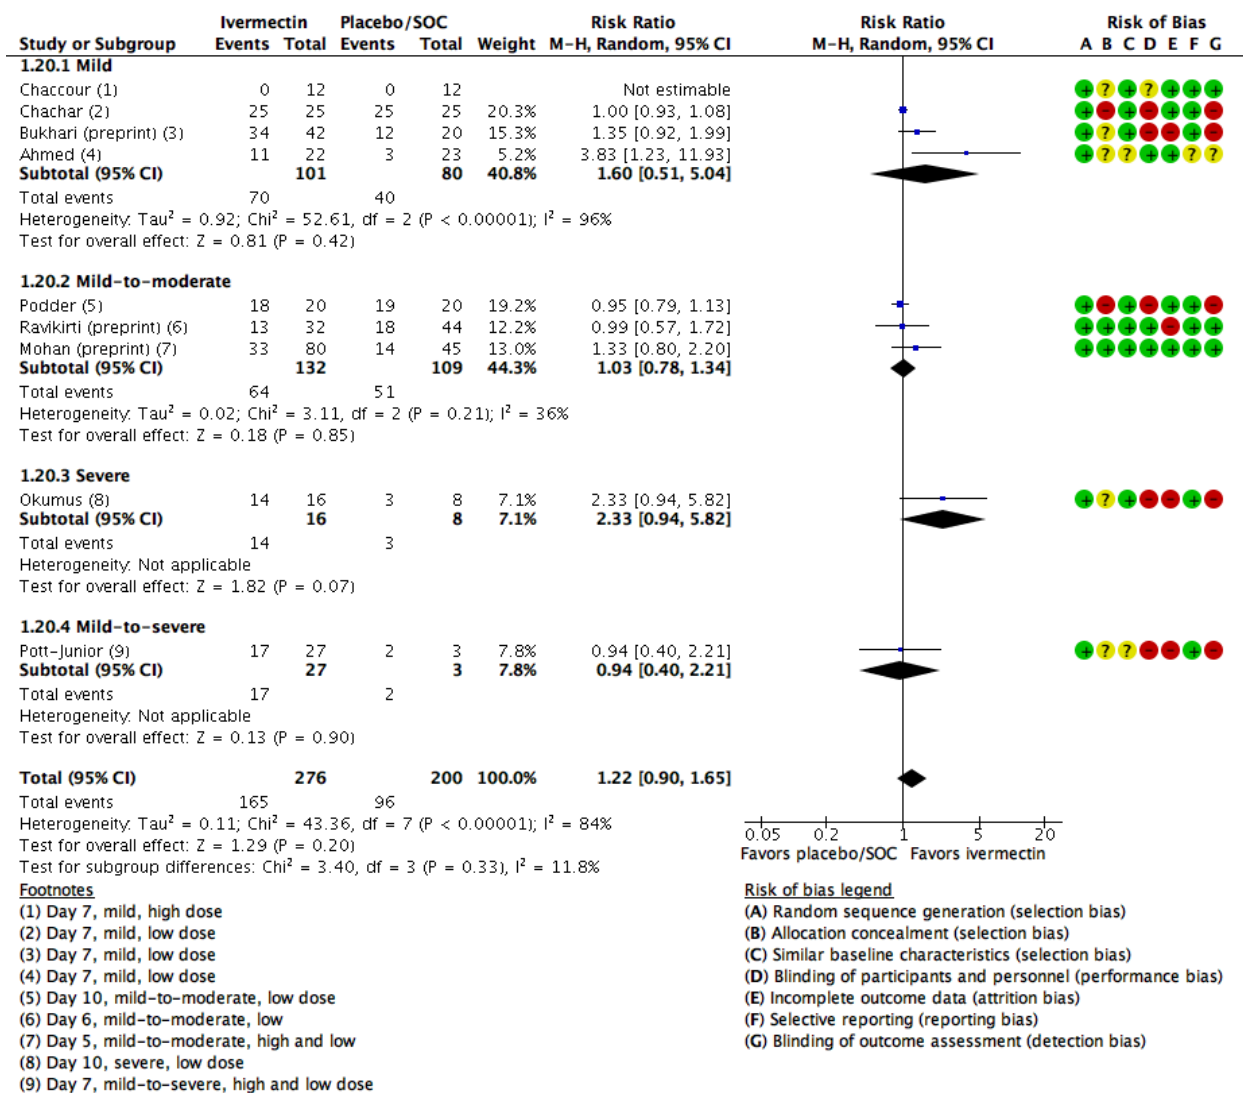 Ivermectin Placebo/SOC Risk Ratio Risk Ratio Risk of Bias
Study or Subgroup Events Total Events Total Weight M-H, Random, 95% CI M-H, Random, 95% CI A B C D E F G
1.20.1 Mild
Chaccour (1) 0 12 0 12 Not estimable + ? + ? + + +
Chachar (2) 25 25 25 25 20.3% 1.00 [0.93, 1.08] + - + - + + -
Bukhari (preprint) (3) 34 42 12 20 15.3% 1.35 [0.92, 1.99] + ? + - - + -
Ahmed (4) 11 22 3 23 5.2% 3.83 [1.23, 11.93] + ? ? + + ? ?
Subtotal (95% CI) 101 80 40.8% 1.60 [0.51, 5.04]
Total events 70 40
Heterogeneity: Tau² = 0.92; Chi² = 52.61, df = 2 (P < 0.00001); I² = 96%
Test for overall effect: Z = 0.81 (P = 0.42)
1.20.2 Mild-to-moderate
Podder (5) 18 20 19 20 19.2% 0.95 [0.79, 1.13] + - + - + + -
Ravikirti (preprint) (6) 13 32 18 44 12.2% 0.99 [0.57, 1.72] + + + + - + +
Mohan (preprint) (7) 33 80 14 45 13.0% 1.33 [0.80, 2.20] + + + + + + +
Subtotal (95% CI) 132 109 44.3% 1.03 [0.78, 1.34]
Total events 64 51
Heterogeneity: Tau² = 0.02; Chi² = 3.11, df = 2 (P = 0.21); I² = 36%
Test for overall effect: Z = 0.18 (P = 0.85)
1.20.3 Severe
Okumus (8) 14 16 3 8 7.1% 2.33 [0.94, 5.82] + ? + - - + -
Subtotal (95% CI) 16 8 7.1% 2.33 [0.94, 5.82]
Total events 14 3
Heterogeneity: Not applicable
Test for overall effect: Z = 1.82 (P = 0.07)
1.20.4 Mild-to-severe
Pott-Junior (9) 17 27 2 3 7.8% 0.94 [0.40, 2.21] + ? ? - - + -
Subtotal (95% CI) 27 3 7.8% 0.94 [0.40, 2.21]
Total events 17 2
Heterogeneity: Not applicable
Test for overall effect: Z = 0.13 (P = 0.90)
Total (95% CI) 276 200 100.0% 1.22 [0.90, 1.65]
Total events 165 96
Heterogeneity: Tau² = 0.11; Chi² = 43.36, df = 7 (P < 0.00001); I² = 84%
Test for overall effect: Z = 1.29 (P = 0.20)
Test for subgroup differences: Chi² = 3.40, df = 3 (P = 0.33), I² = 11.8%
0.05 0.2 1 5 20
Favors placebo/SOC Favors ivermectin
Footnotes
(1) Day 7, mild, high dose
(2) Day 7, mild, low dose
(3) Day 7, mild, low dose
(4) Day 7, mild, low dose
(5) Day 10, mild-to-moderate, low dose
(6) Day 6, mild-to-moderate, low
(7) Day 5, mild-to-moderate, high and low
(8) Day 10, severe, low dose
(9) Day 7, mild-to-severe, high and low dose
Risk of bias legend
(A) Random sequence generation (selection bias)
(B) Allocation concealment (selection bias)
(C) Similar baseline characteristics (selection bias)
(D) Blinding of participants and personnel (performance bias)
(E) Incomplete outcome data (attrition bias)
(F) Selective reporting (reporting bias)
(G) Blinding of outcome assessment (detection bias)